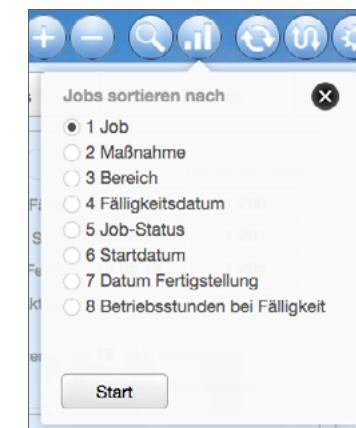 Jobs sortieren nach
1 Job
2 Maßnahme
3 Bereich
4 Fälligkeitsdatum
5 Job-Status
6 Startdatum
7 Datum Fertigstellung
8 Betriebsstunden bei Fälligkeit
Start